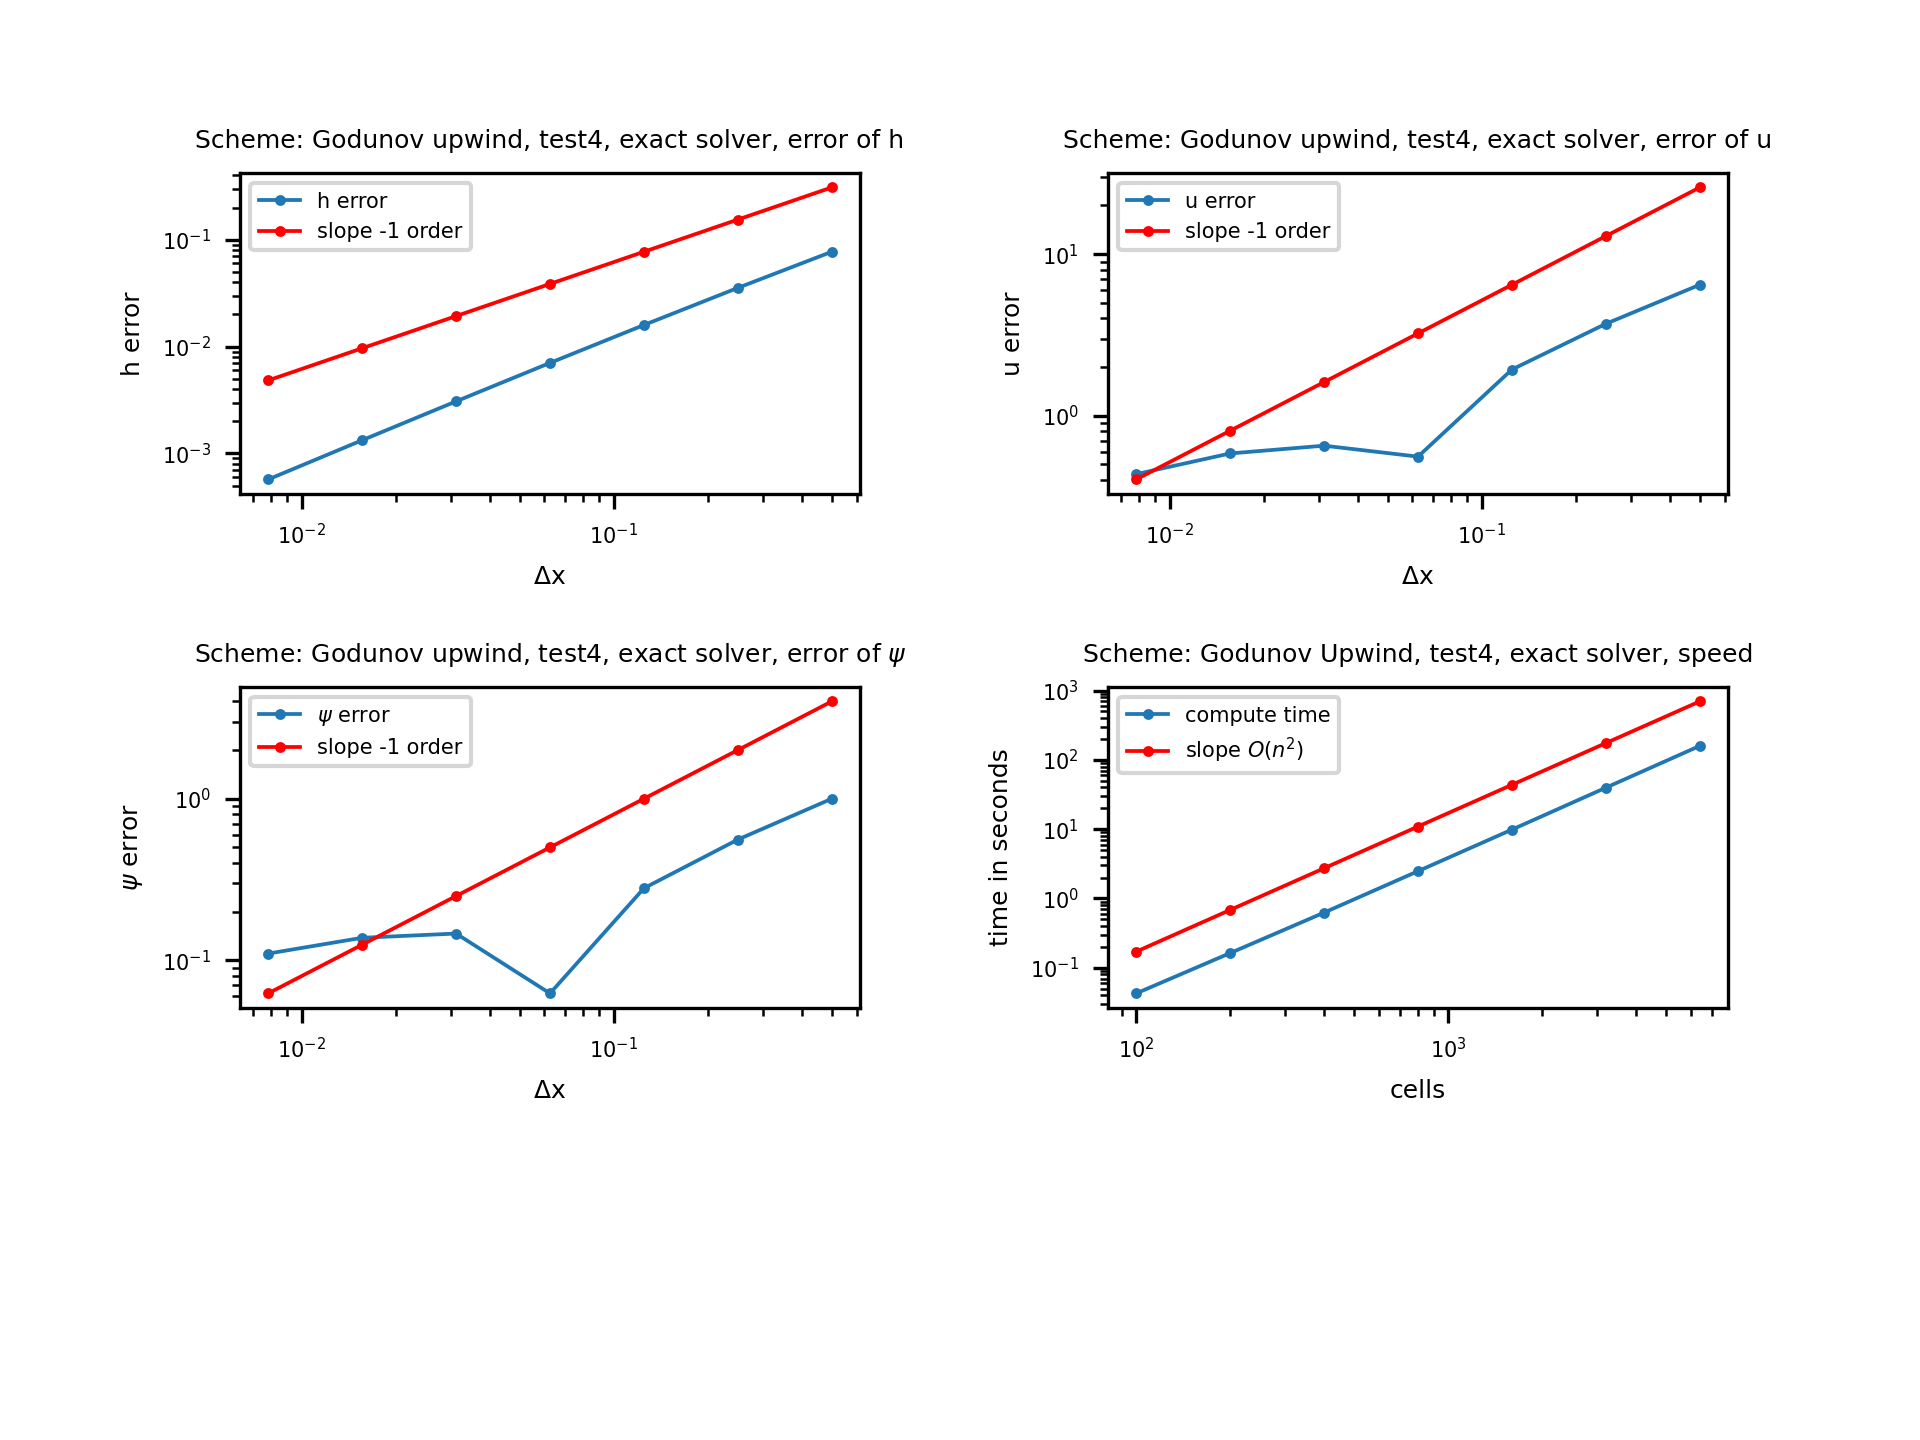 Scheme: Godunov upwind, test4, exact solver, error of h
h error
slope -1 order
h error
10⁻¹
10⁻²
10⁻³
10⁻² 10⁻¹
Δx
Scheme: Godunov upwind, test4, exact solver, error of u
u error
slope -1 order
u error
10¹
10⁰
10⁻² 10⁻¹
Δx
Scheme: Godunov upwind, test4, exact solver, error of ψ
ψ error
slope -1 order
ψ error
10⁰
10⁻¹
10⁻² 10⁻¹
Δx
Scheme: Godunov Upwind, test4, exact solver, speed
compute time
slope O(n²)
time in seconds
10³
10²
10¹
10⁰
10⁻¹
10² 10³
cells